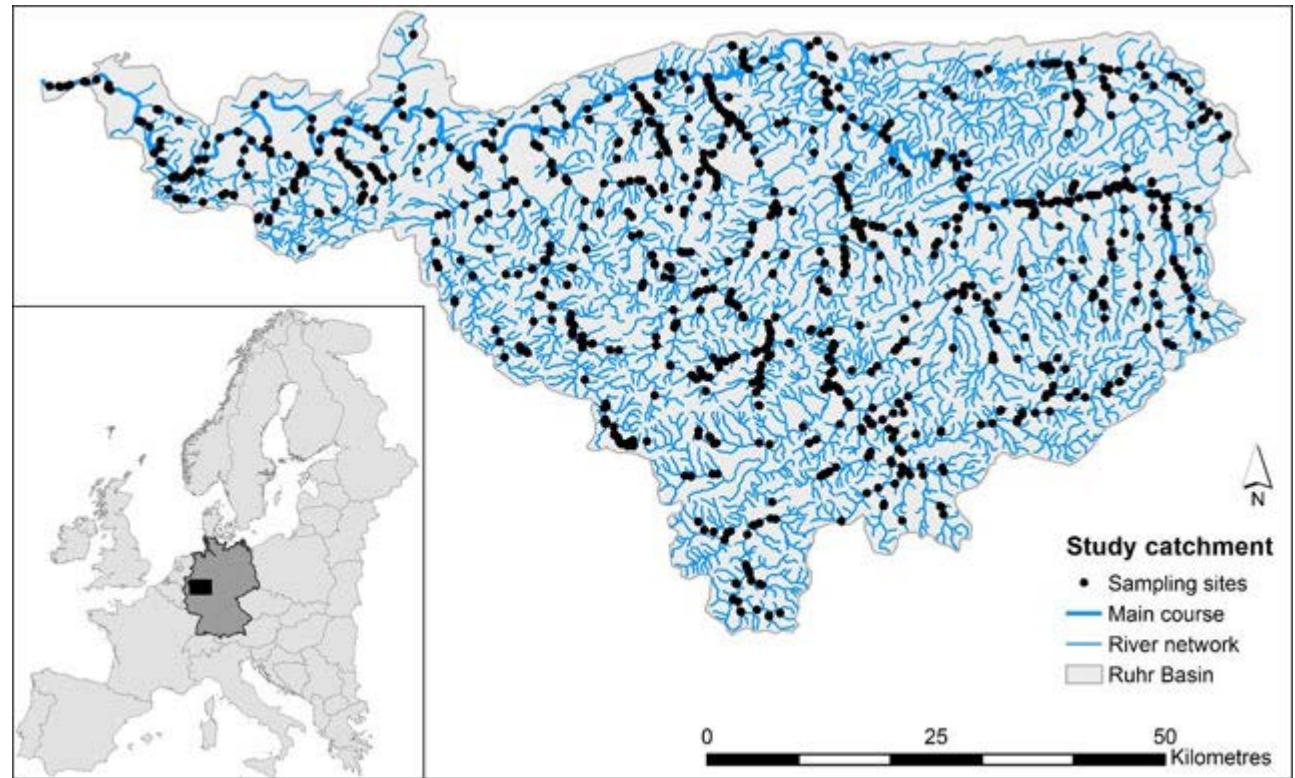 N
Study catchment
Sampling sites
Main course
River network
Ruhr Basin
0 25 50
Kilometres